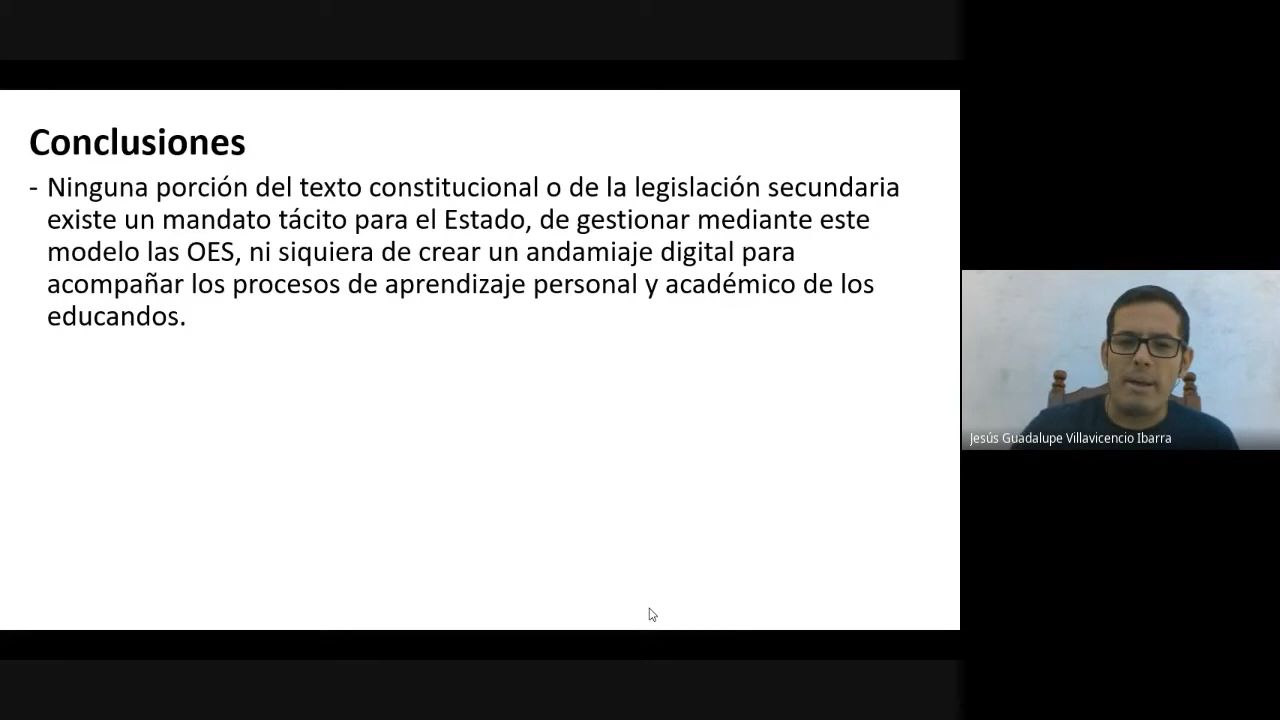 Conclusiones
- Ninguna porción del texto constitucional o de la legislación secundaria
existe un mandato tácito para el Estado, de gestionar mediante este
modelo las OES, ni siquiera de crear un andamiaje digital para
acompañar los procesos de aprendizaje personal y académico de los
educandos.
Jesús Guadalupe Villavicencio Ibarra